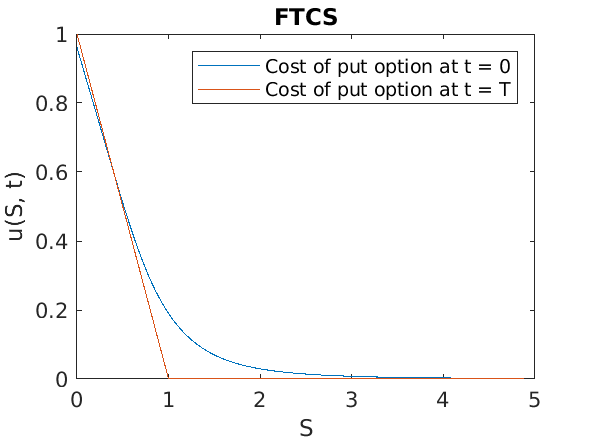 FTCS
Cost of put option at t = 0
Cost of put option at t = T
u(S, t)
1
0.8
0.6
0.4
0.2
0
0 1 2 3 4 5
S